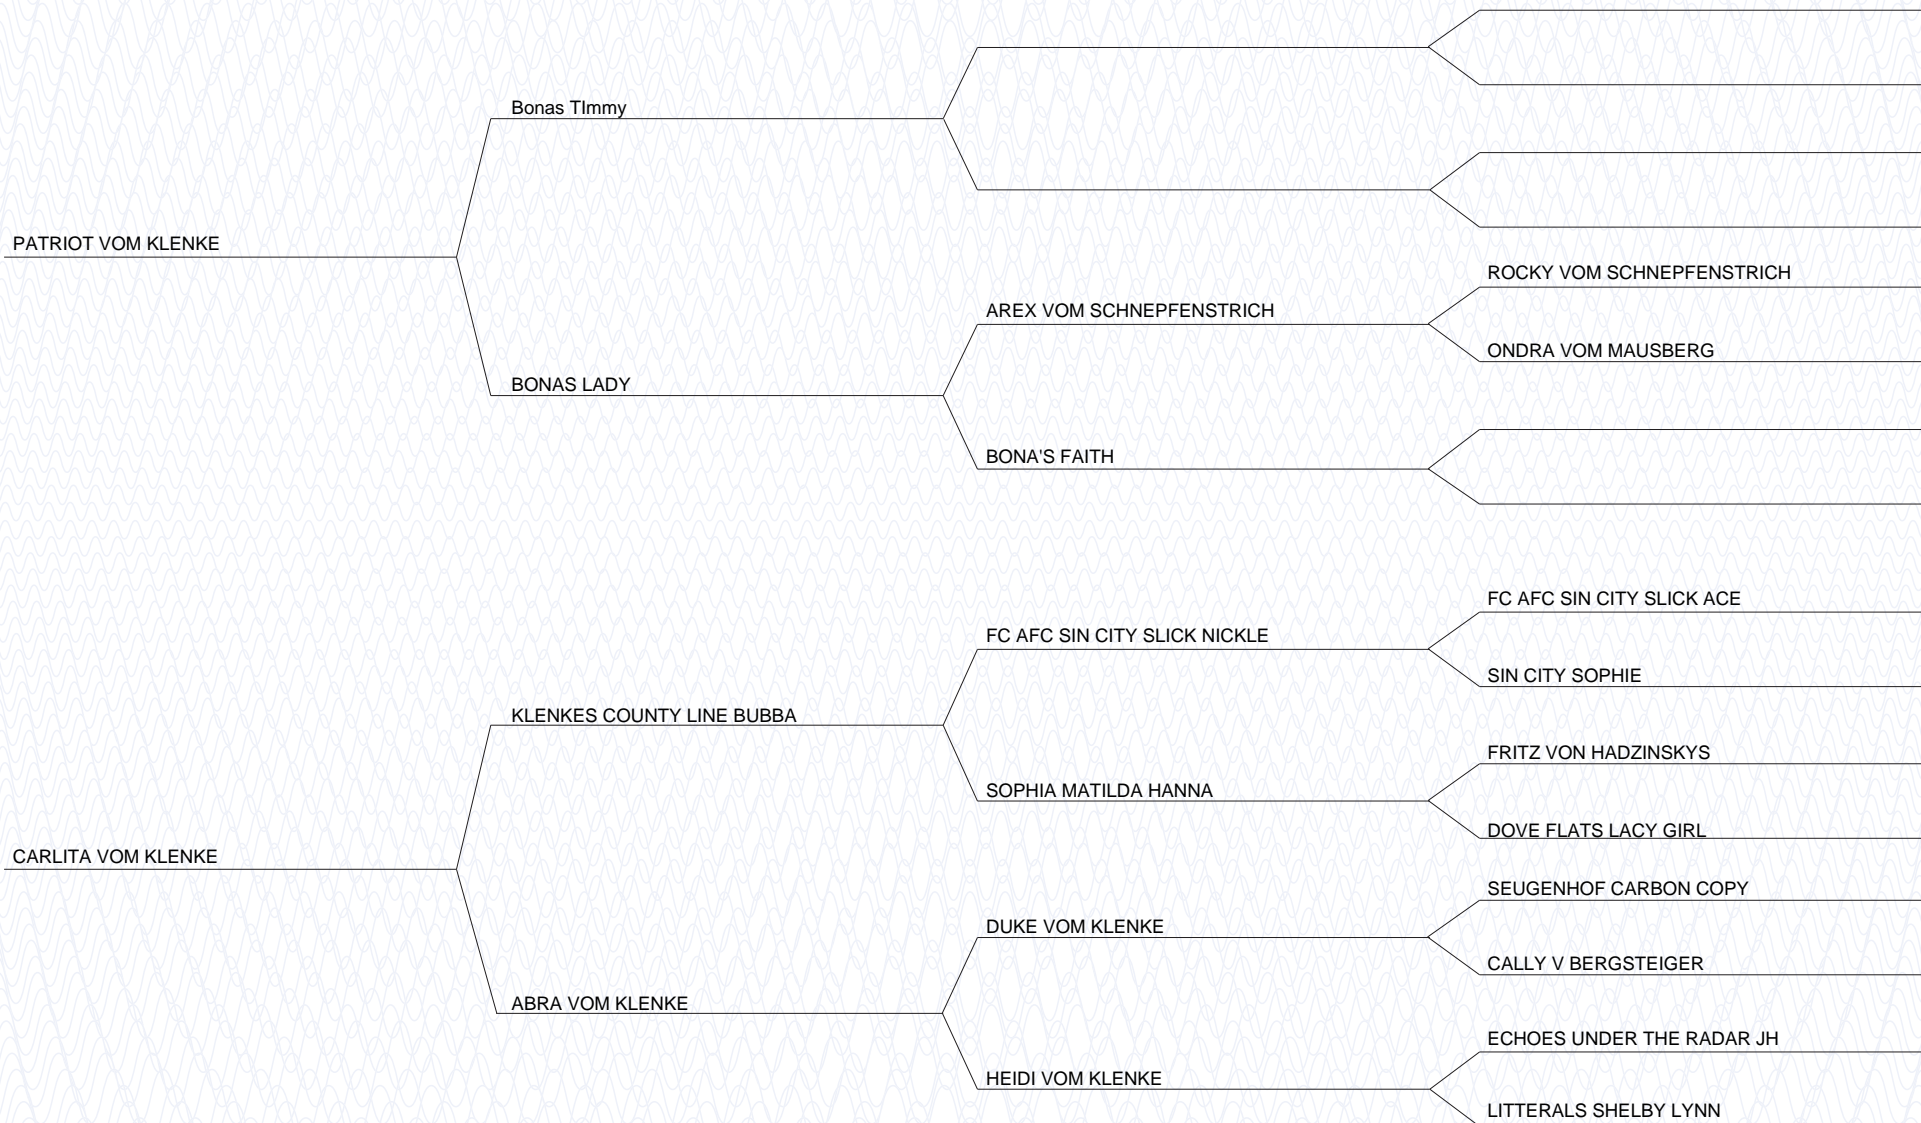 Bonas TImmy
PATRIOT VOM KLENKE
ROCKY VOM SCHNEPFENSTRICH
AREX VOM SCHNEPFENSTRICH
ONDRA VOM MAUSBERG
BONAS LADY
BONA'S FAITH
FC AFC SIN CITY SLICK ACE
FC AFC SIN CITY SLICK NICKLE
SIN CITY SOPHIE
KLENKES COUNTY LINE BUBBA
FRITZ VON HADZINSKYS
SOPHIA MATILDA HANNA
DOVE FLATS LACY GIRL
CARLITA VOM KLENKE
SEUGENHOF CARBON COPY
DUKE VOM KLENKE
CALLY V BERGSTEIGER
ABRA VOM KLENKE
ECHOES UNDER THE RADAR JH
HEIDI VOM KLENKE
LITTERALS SHELBY LYNN